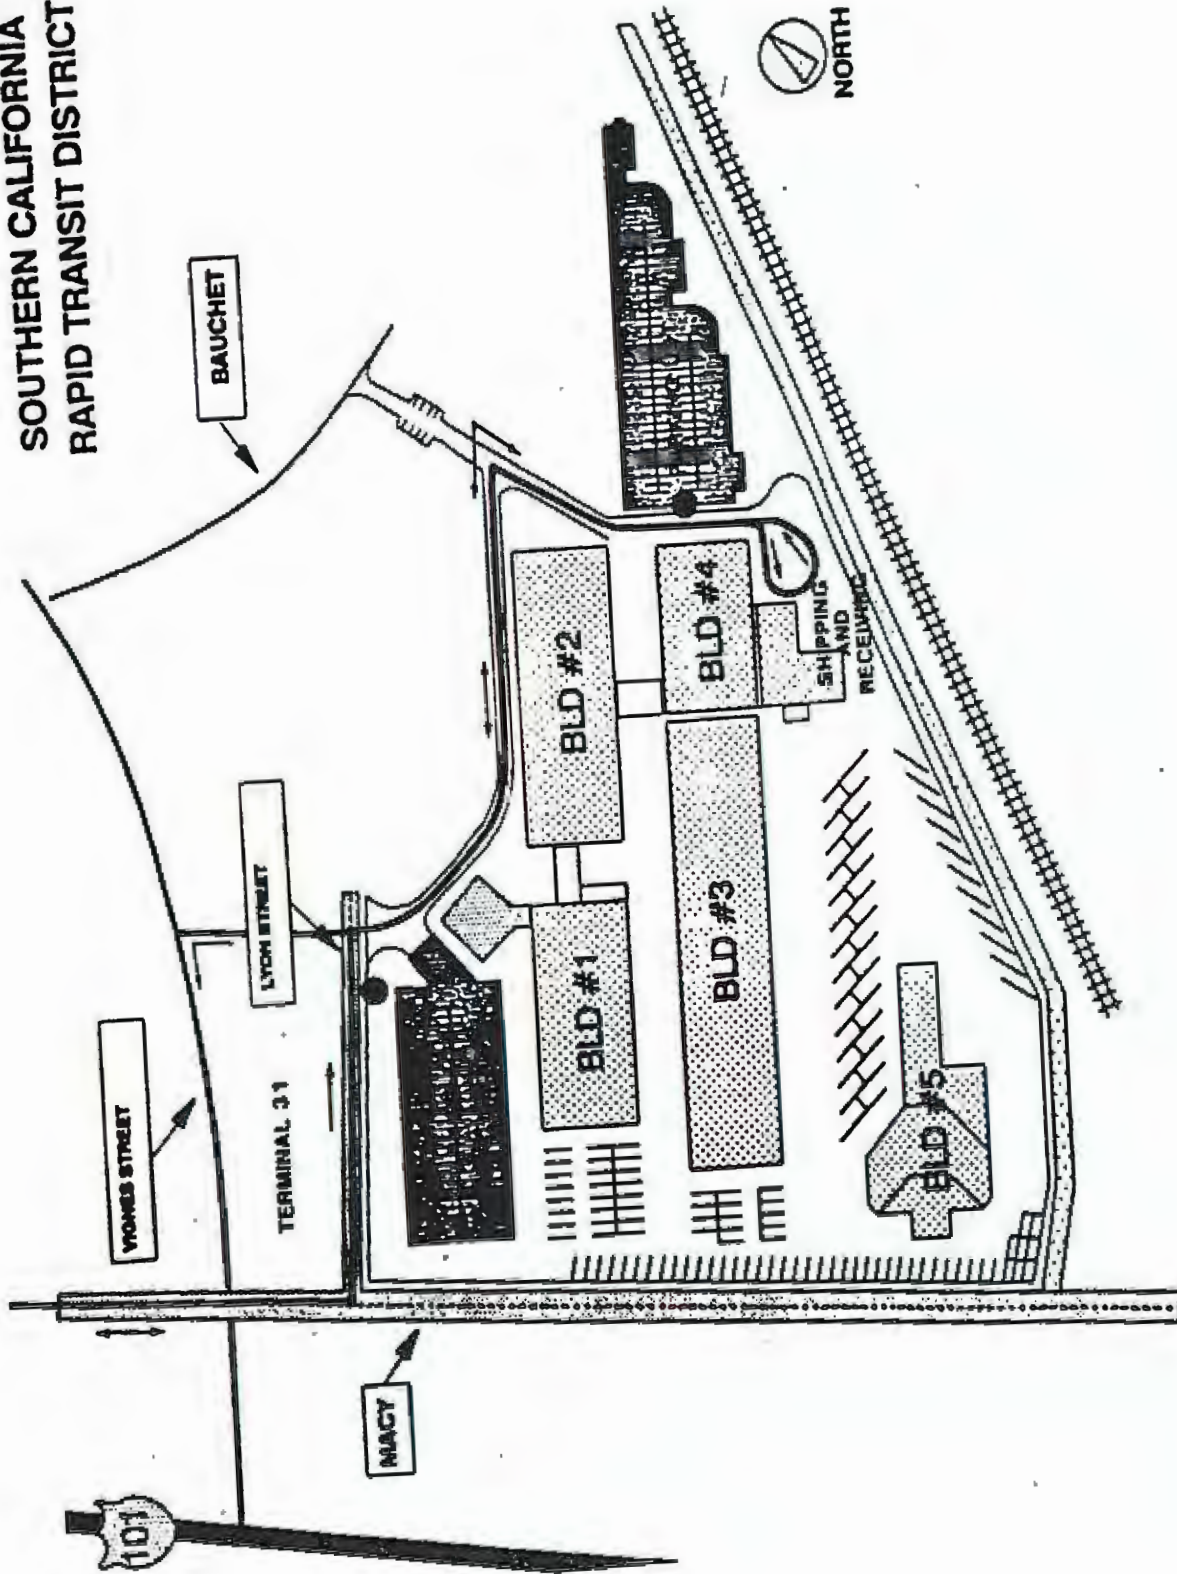 SOUTHERN CALIFORNIA
RAPID TRANSIT DISTRICT
BAUCHET
VIGNES STREET
LYON STREET
TERMINAL 31
MACY
101
BLD #1
BLD #2
BLD #3
BLD #4
BLD #5
SHIPPING
AND
RECEIVING
NORTH